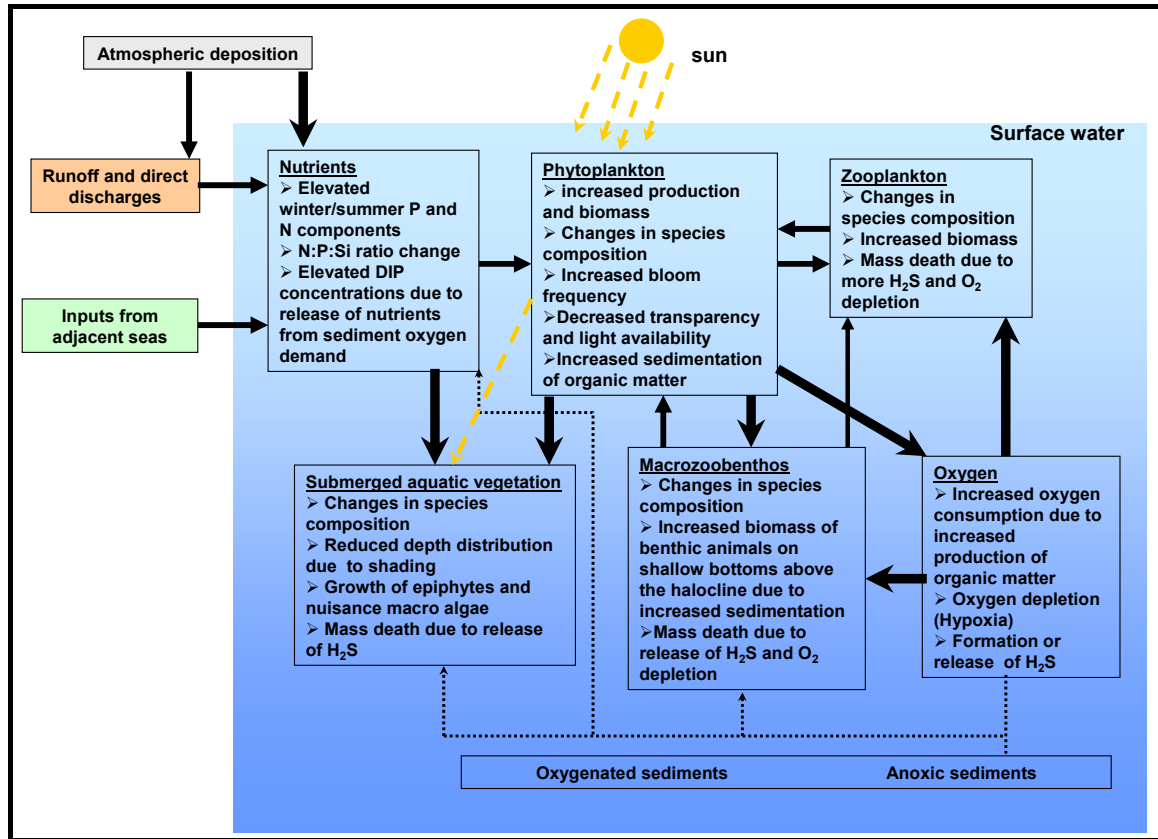 Atmospheric deposition
sun
Surface water
Runoff and direct
discharges
Inputs from
adjacent seas
Nutrients
➢ Elevated
winter/summer P and
N components
➢ N:P:Si ratio change
➢ Elevated DIP
concentrations due to
release of nutrients
from sediment oxygen
demand
Phytoplankton
➢ increased production
and biomass
➢ Changes in species
composition
➢ Increased bloom
frequency
➢Decreased transparency
and light availability
➢Increased sedimentation
of organic matter
Zooplankton
➢ Changes in
species composition
➢ Increased biomass
➢ Mass death due to
more H₂S and O₂
depletion
Submerged aquatic vegetation
➢ Changes in species
composition
➢ Reduced depth distribution
due to shading
➢ Growth of epiphytes and
nuisance macro algae
➢ Mass death due to release
of H₂S
Macrozoobenthos
➢ Changes in species
composition
➢ Increased biomass of
benthic animals on
shallow bottoms above
the halocline due to
increased sedimentation
➢Mass death due to
release of H₂S and O₂
depletion
Oxygen
➢ Increased oxygen
consumption due to
increased
production of
organic matter
➢ Oxygen depletion
(Hypoxia)
➢ Formation or
release of H₂S
Oxygenated sediments
Anoxic sediments